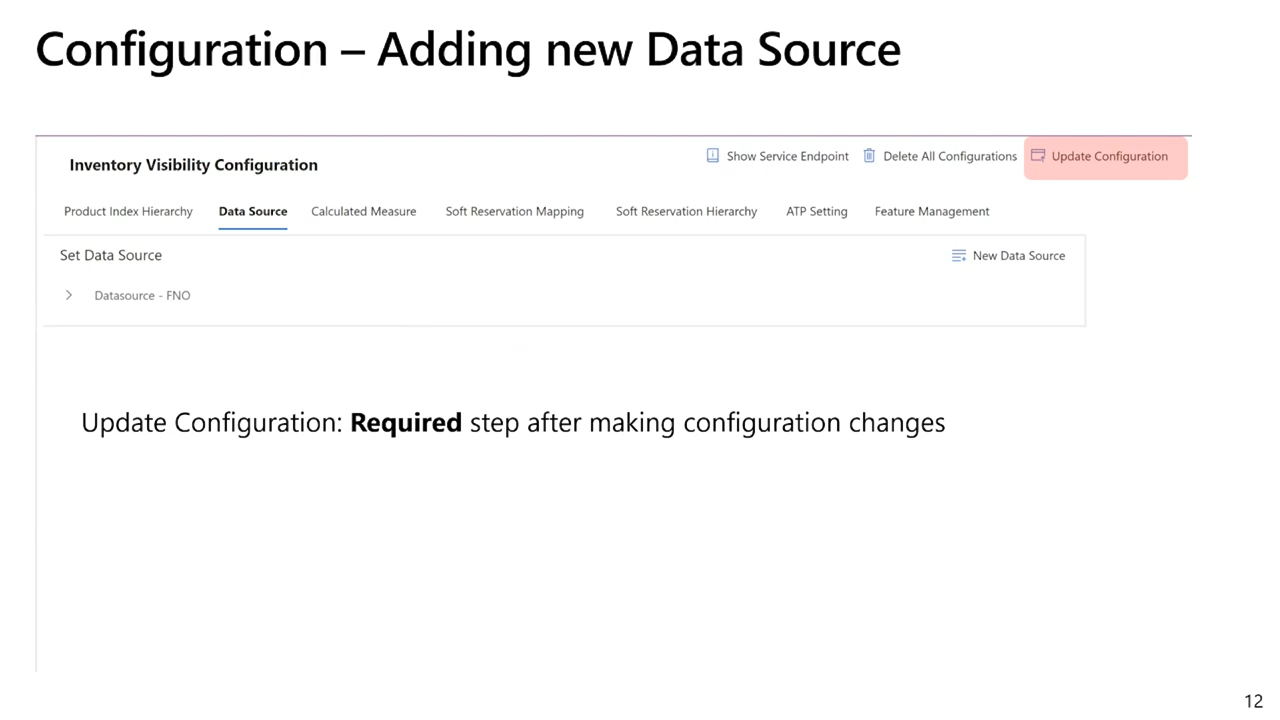 Configuration – Adding new Data Source
Inventory Visibility Configuration
Show Service Endpoint Delete All Configurations Update Configuration
Product Index Hierarchy Data Source Calculated Measure Soft Reservation Mapping Soft Reservation Hierarchy ATP Setting Feature Management
Set Data Source New Data Source
Datasource - FNO
Update Configuration: Required step after making configuration changes
12